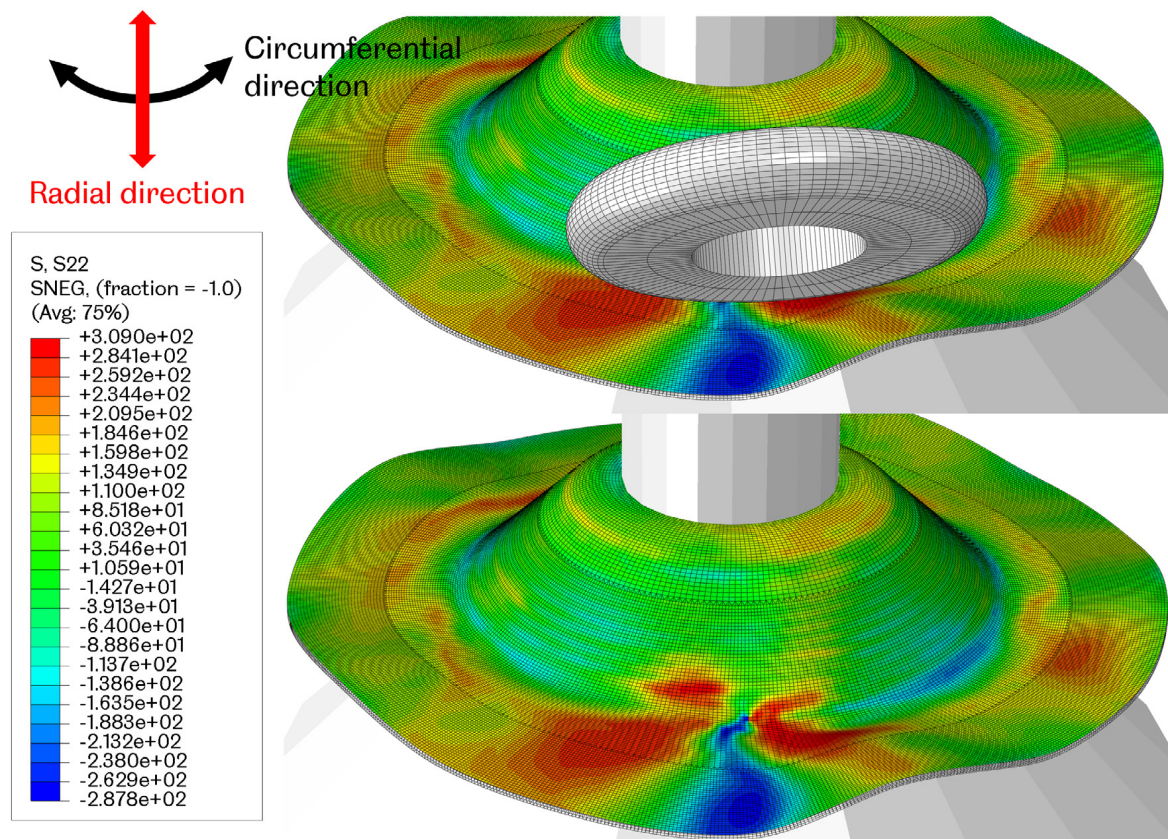 Circumferential
direction
Radial direction
S, S22
SNEG, (fraction = -1.0)
(Avg: 75%)
+3.090e+02
+2.841e+02
+2.592e+02
+2.344e+02
+2.095e+02
+1.846e+02
+1.598e+02
+1.349e+02
+1.100e+02
+8.518e+01
+6.032e+01
+3.546e+01
+1.059e+01
-1.427e+01
-3.913e+01
-6.400e+01
-8.886e+01
-1.137e+02
-1.386e+02
-1.635e+02
-1.883e+02
-2.132e+02
-2.380e+02
-2.629e+02
-2.878e+02